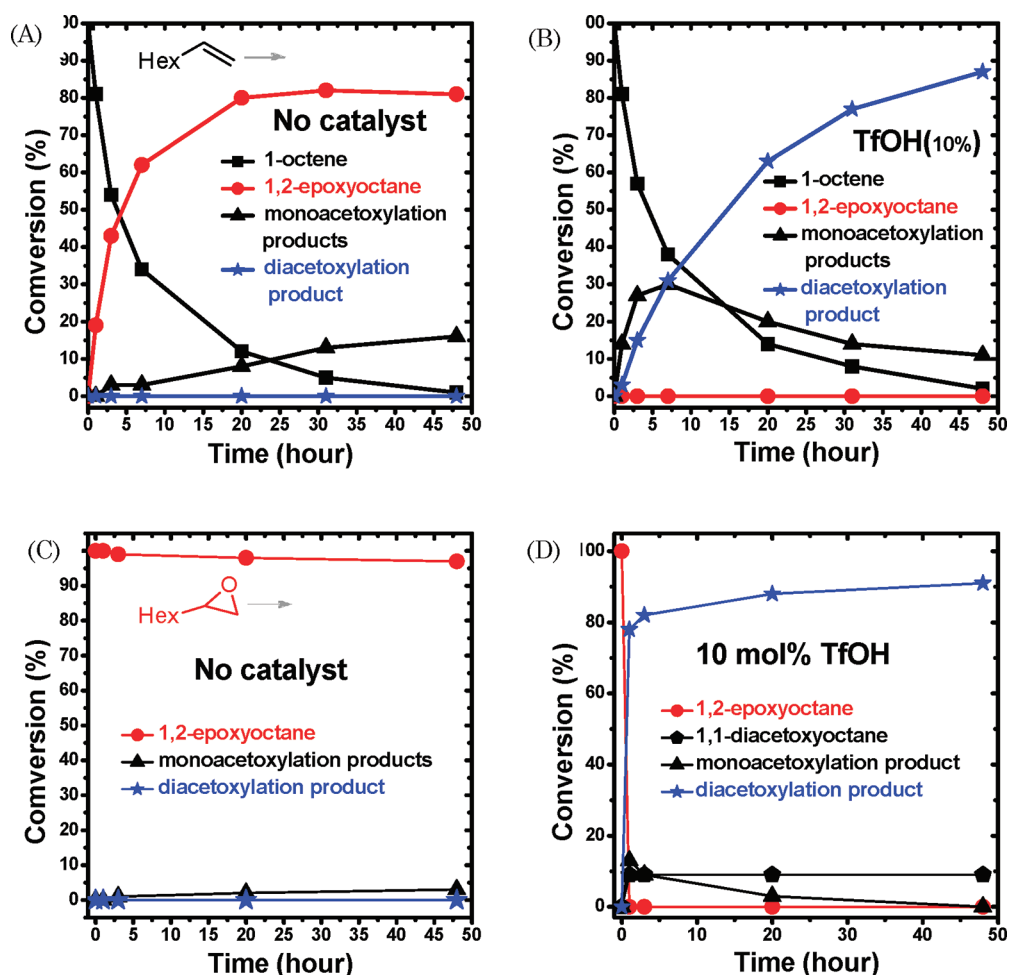 (A)
Comversion (%)
00
90
80
70
60
50
40
30
20
10
0
Hex
No catalyst
1-octene
1,2-epoxyoctane
monoacetoxylation
products
diacetoxylation
product
0 5 10 15 20 25 30 35 40 45 50
Time (hour)
(B)
Conversion (%)
00
90
80
70
60
50
40
30
20
10
0
TfOH(10%)
1-octene
1,2-epoxyoctane
monoacetoxylation
products
diacetoxylation
product
0 5 10 15 20 25 30 35 40 45 50
Time (hour)
(C)
Comversion (%)
90
80
70
60
50
40
30
20
10
0
O
Hex
No catalyst
1,2-epoxyoctane
monoacetoxylation products
diacetoxylation product
0 5 10 15 20 25 30 35 40 45 50
Time (hour)
(D)
Conversion (%)
100
80
60
40
20
0
10 mol% TfOH
1,2-epoxyoctane
1,1-diacetoxyoctane
monoacetoxylation product
diacetoxylation product
0 20 40
Time (hour)